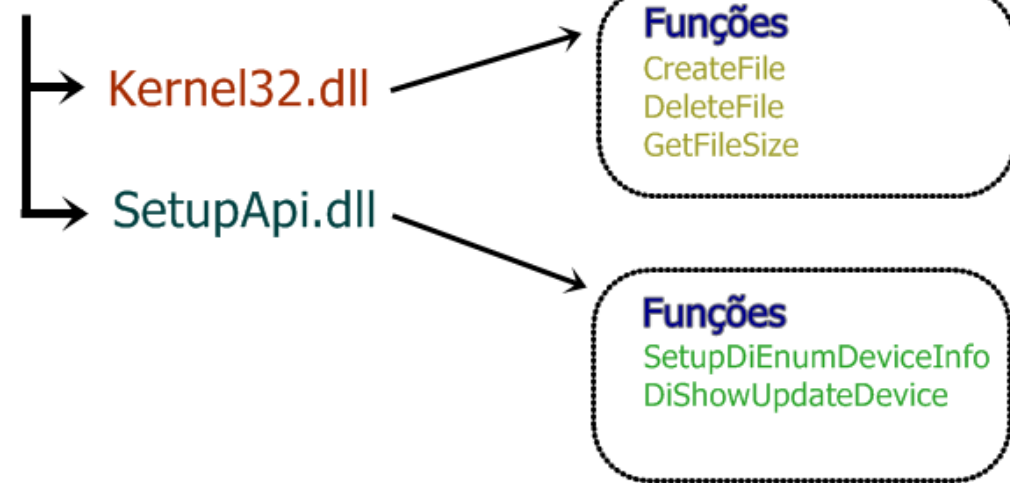 Funções
CreateFile
DeleteFile
GetFileSize
Kernel32.dll
SetupApi.dll
Funções
SetupDiEnumDeviceInfo
DiShowUpdateDevice